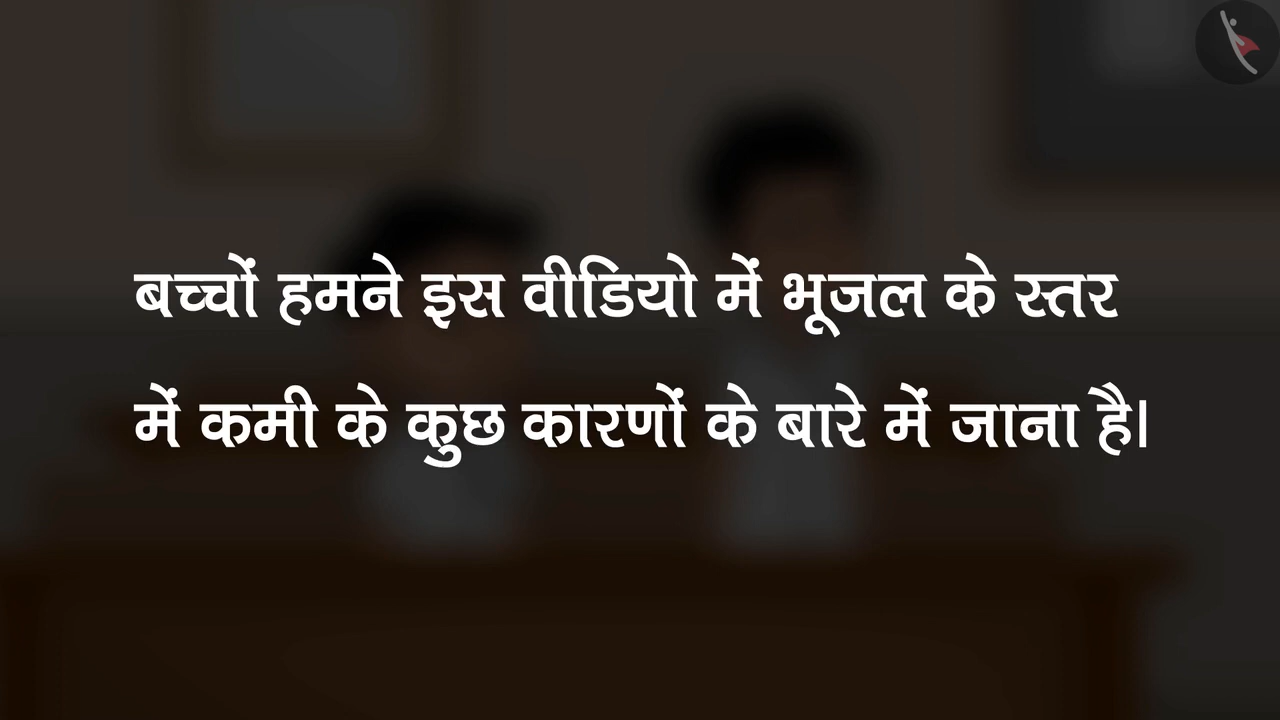 बच्चों हमने इस वीडियो में भूजल के स्तर
में कमी के कुछ कारणों के बारे में जाना है।